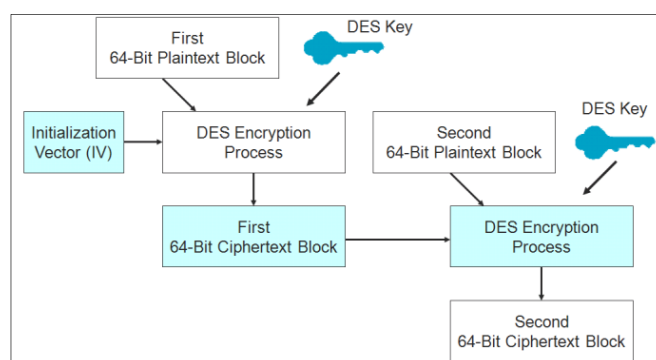 First
64-Bit Plaintext Block
DES Key
Initialization
Vector (IV)
DES Encryption
Process
Second
64-Bit Plaintext Block
DES Key
First
64-Bit Ciphertext Block
DES Encryption
Process
Second
64-Bit Ciphertext Block